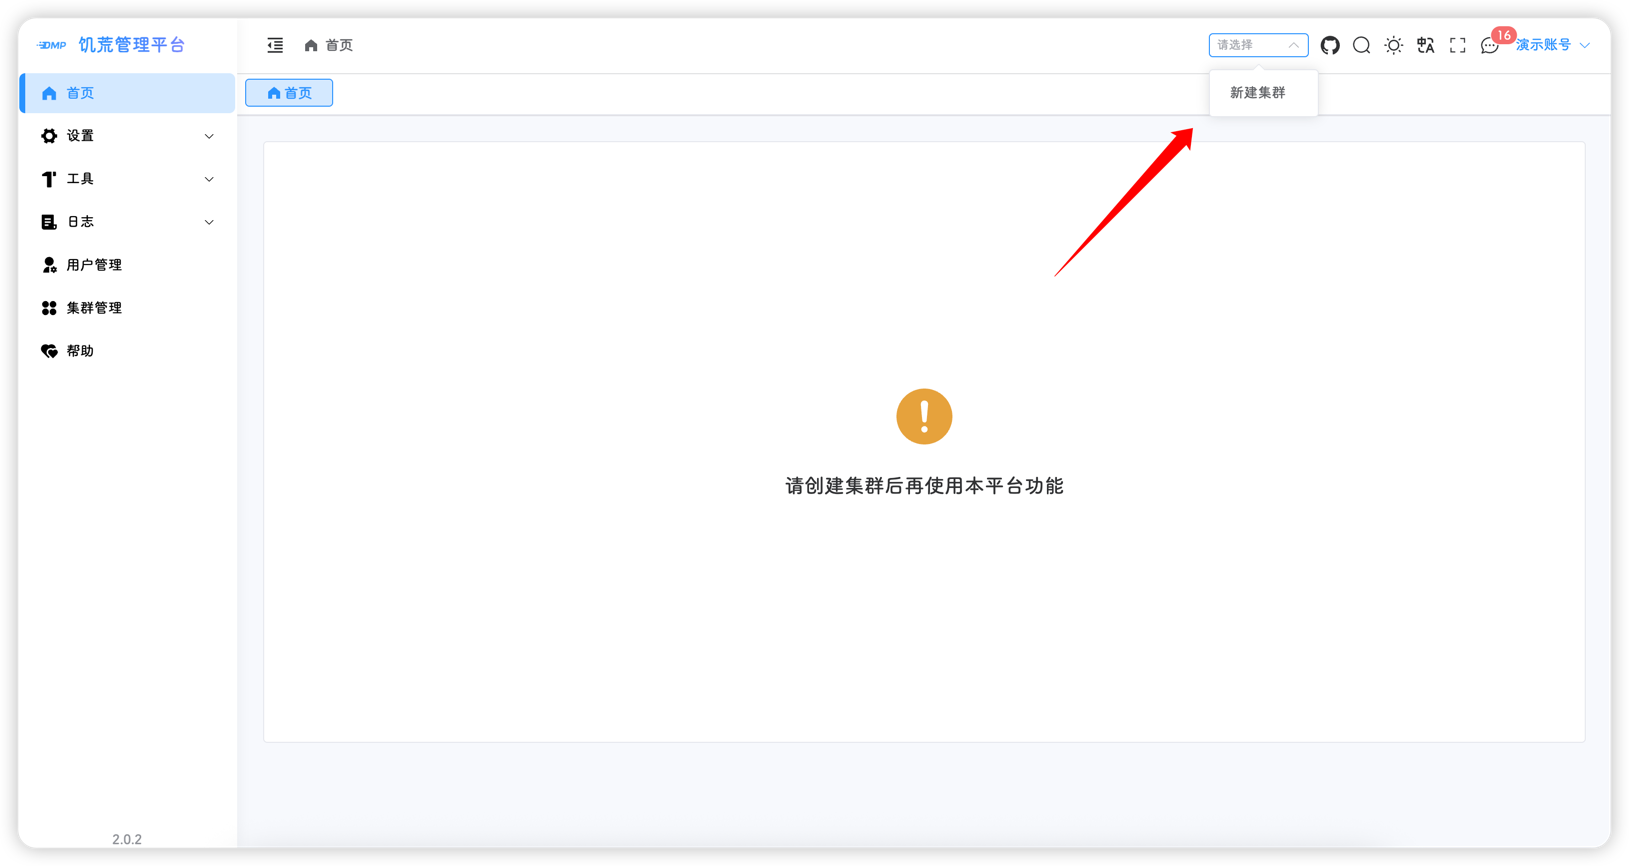 DMP 饥荒管理平台
首页
请选择
16
演示账号
首页
首页
新建集群
设置
工具
日志
用户管理
集群管理
帮助
请创建集群后再使用本平台功能
2.0.2